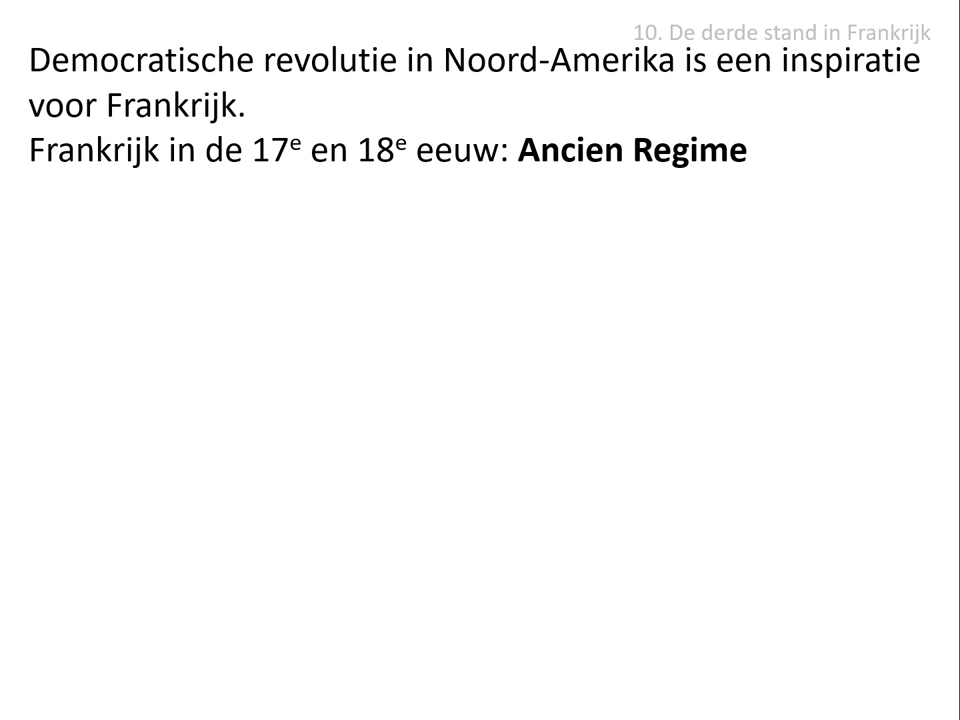 10. De derde stand in Frankrijk
Democratische revolutie in Noord-Amerika is een inspiratie
voor Frankrijk.
Frankrijk in de 17e en 18e eeuw: Ancien Regime